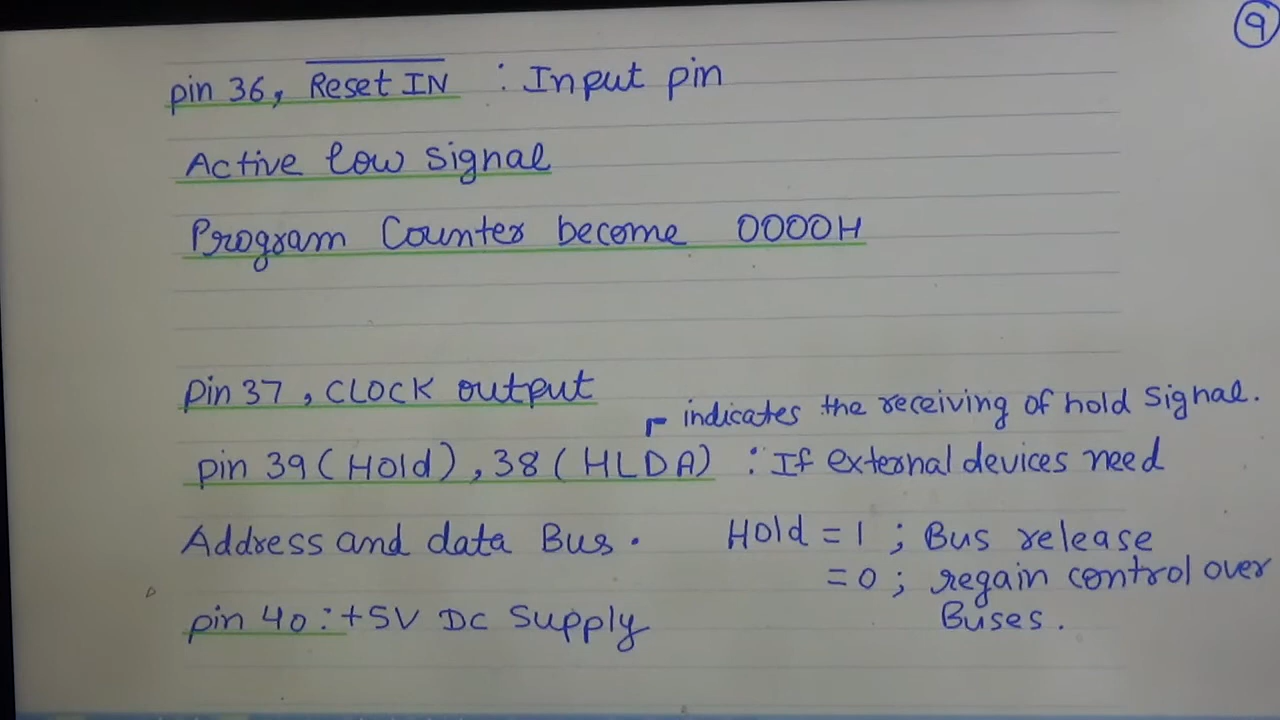 9
pin 36, Reset IN : Input pin
Active low signal
Program Counter become 0000H
Pin 37, CLOCK output
indicates the receiving of hold signal.
pin 39 (Hold), 38 (HLDA) : If external devices need
Address and data Bus. Hold = 1 ; Bus release
= 0 ; regain control over
pin 40 : +5V DC Supply Buses.